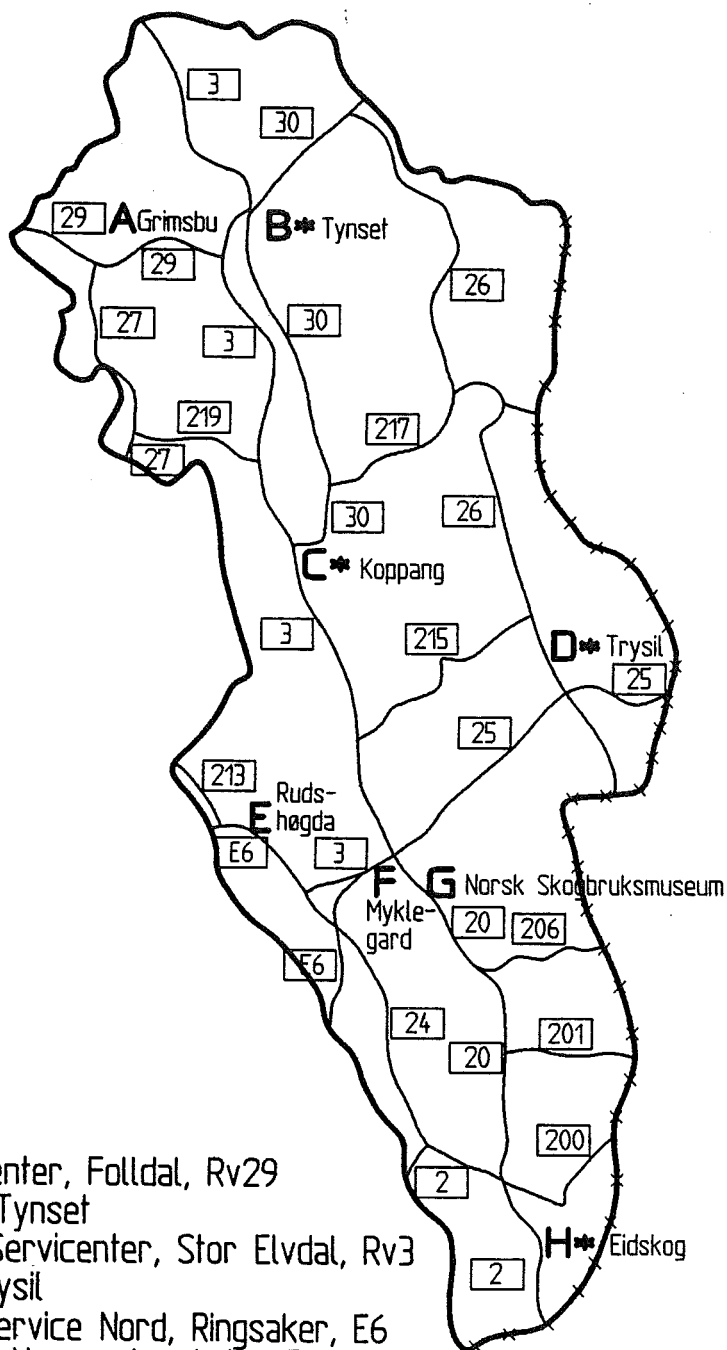 3
30
29 A Grimsbu
B* Tynset
29
26
27
3
30
219
217
27
30
26
C* Koppang
3
215
D* Trysil
25
25
213
E Ruds-
høgda
E6
3
F
Mykle-
gard
G Norsk Skogbruksmuseum
20
206
E6
24
20
201
200
2
H* Eidskog
2
enter, Folldal, Rv29
Tynset
Servicenter, Stor Elvdal, Rv3
ysil
ervice Nord, Ringsaker, E6